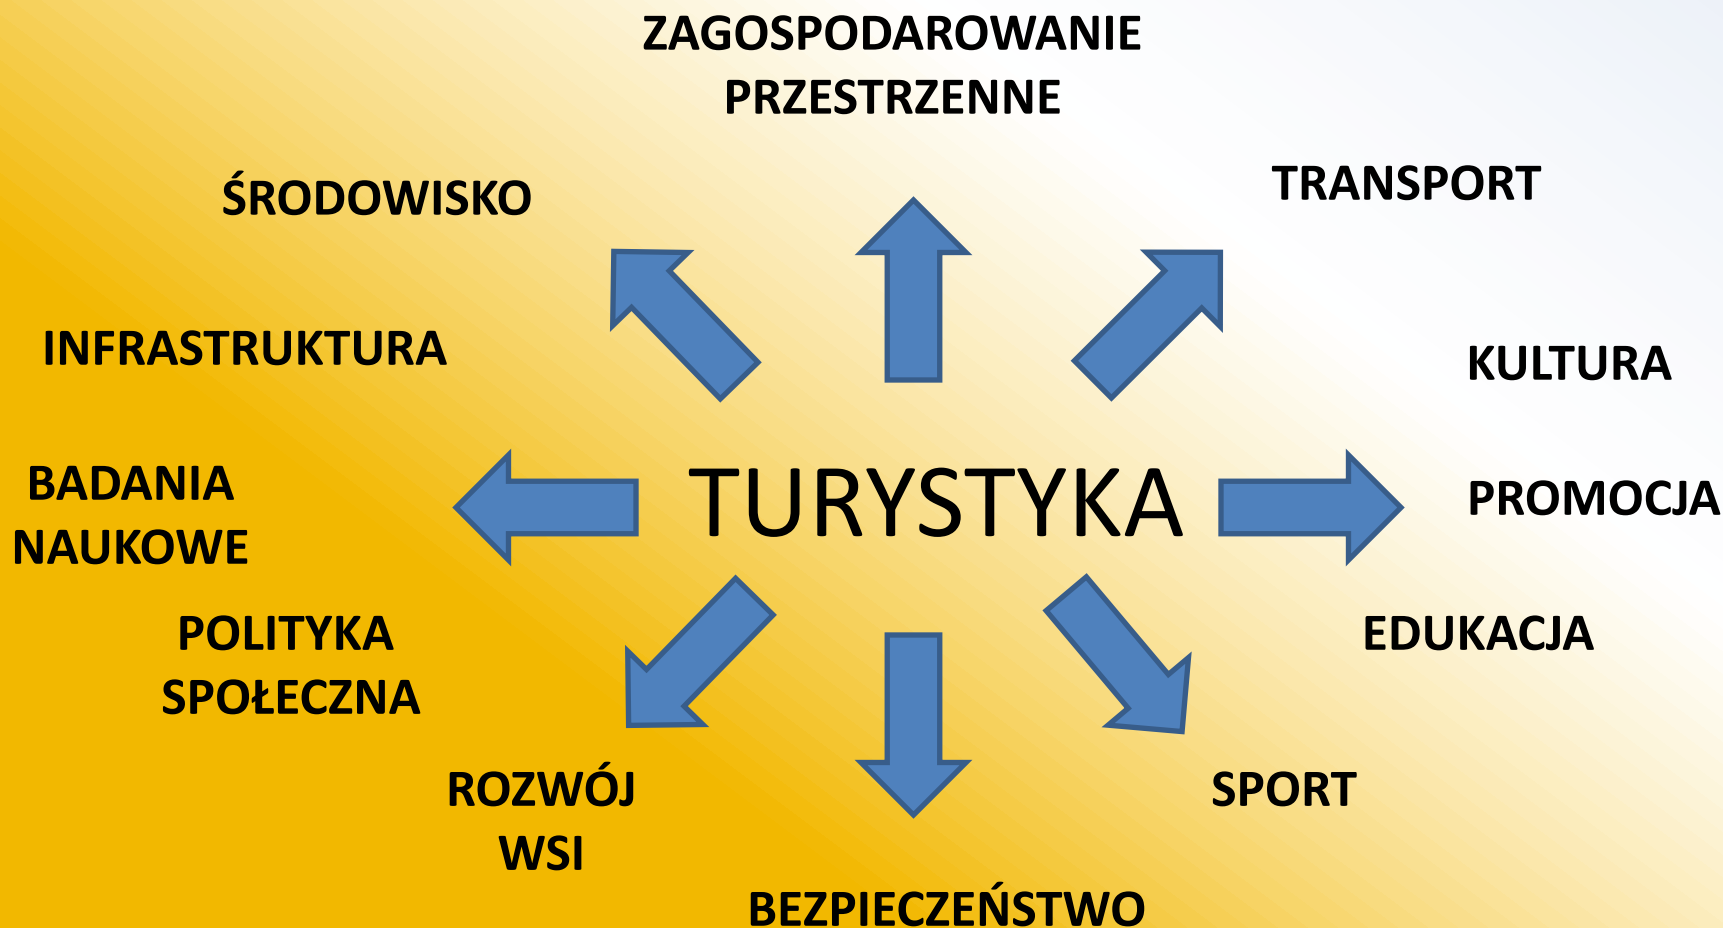 ZAGOSPODAROWANIE
PRZESTRZENNE
ŚRODOWISKO
TRANSPORT
INFRASTRUKTURA
KULTURA
BADANIA
NAUKOWE
TURYSTYKA
PROMOCJA
POLITYKA
SPOŁECZNA
EDUKACJA
ROZWÓJ
WSI
SPORT
BEZPIECZEŃSTWO